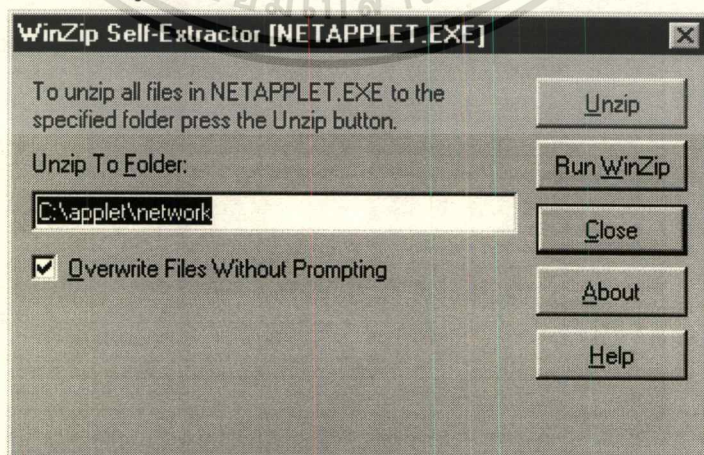 WinZip Self-Extractor [NETAPPLET.EXE]
To unzip all files in NETAPPLET.EXE to the
specified folder press the Unzip button.
Unzip To Folder:
C:\applet\network
Overwrite Files Without Prompting
Unzip
Run WinZip
Close
About
Help